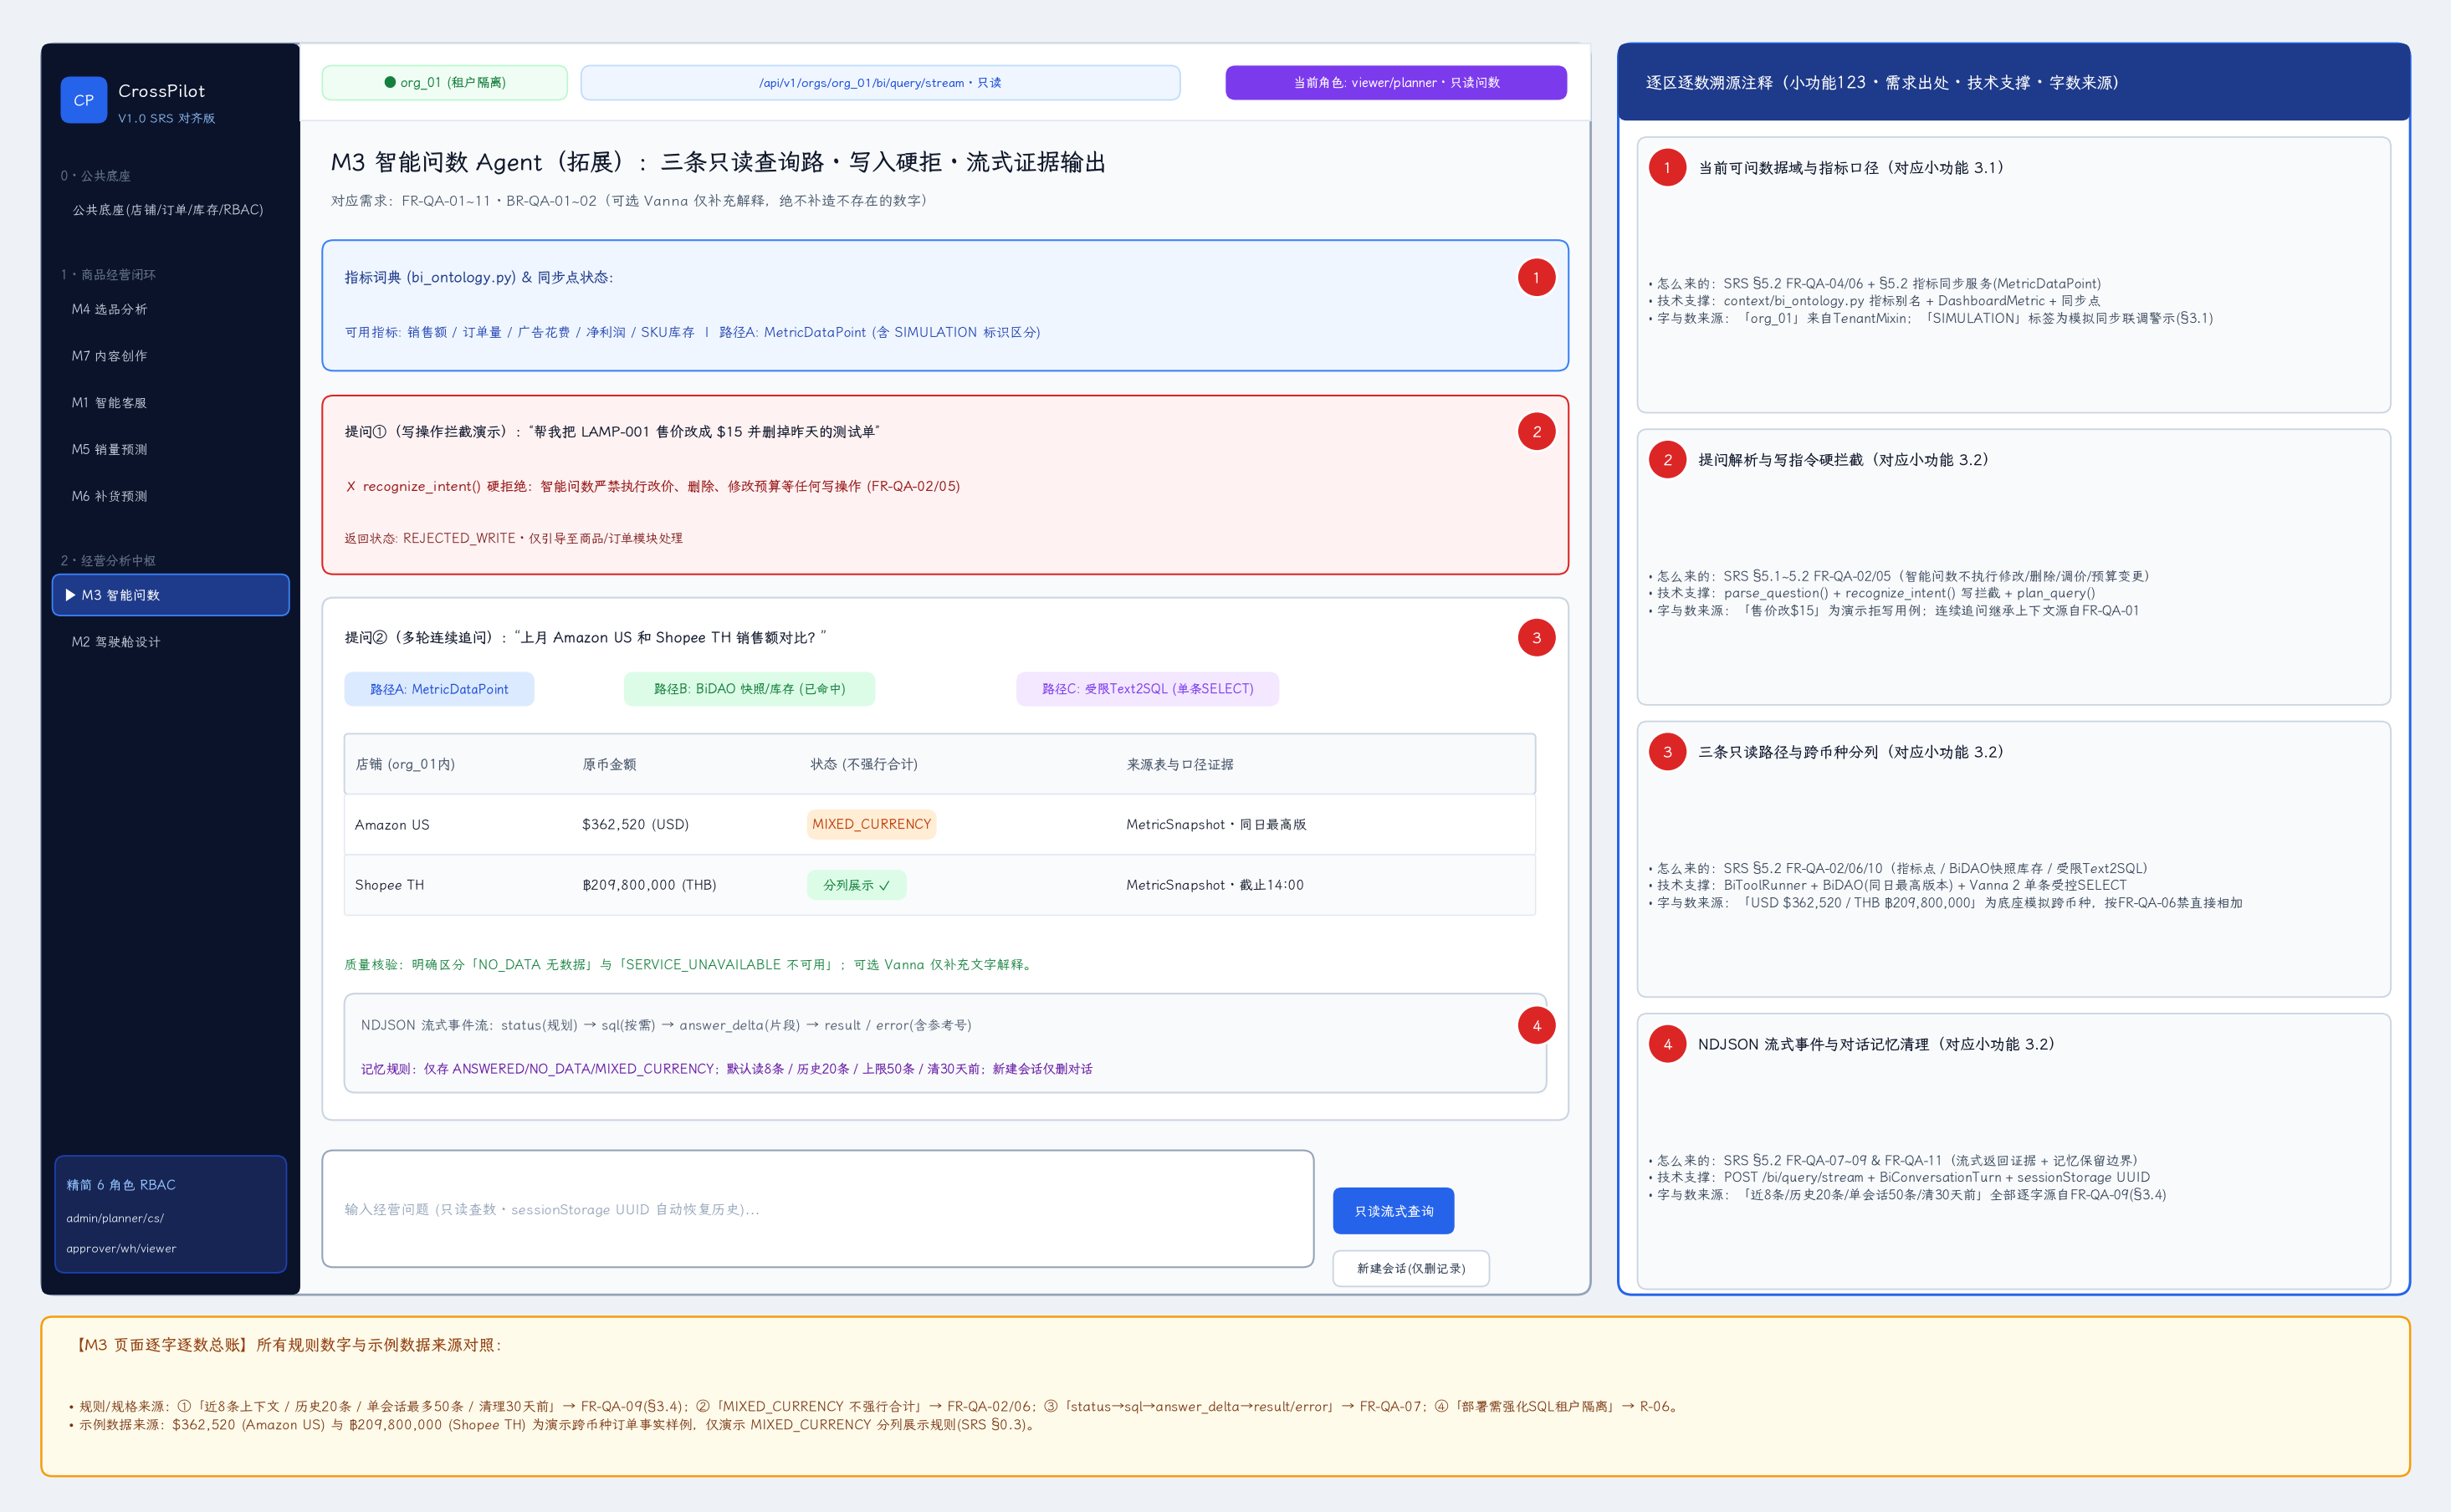 CP
CrossPilot
V1.0 SRS 对齐版
0・公共底座
公共底座(店铺/订单/库存/RBAC)
1・商品经营闭环
M4 选品分析
M7 内容创作
M1 智能客服
M5 销量预测
M6 补货预测
2・经营分析中枢
▶ M3 智能问数
M2 驾驶舱设计
精简 6 角色 RBAC
admin/planner/cs/
approver/wh/viewer
● org_01 (租户隔离)
/api/v1/orgs/org_01/bi/query/stream・只读
当前角色: viewer/planner・只读问数
M3 智能问数 Agent（拓展）：三条只读查询路・写入硬拒・流式证据输出
对应需求：FR-QA-01~11・BR-QA-01~02（可选 Vanna 仅补充解释，绝不补造不存在的数字）
指标词典 (bi_ontology.py) & 同步点状态:
1
可用指标: 销售额 / 订单量 / 广告花费 / 净利润 / SKU库存 | 路径A: MetricDataPoint (含 SIMULATION 标识区分)
提问①（写操作拦截演示）："帮我把 LAMP-001 售价改成 $15 并删掉昨天的测试单"
2
X recognize_intent() 硬拒绝：智能问数严禁执行改价、删除、修改预算等任何写操作 (FR-QA-02/05)
返回状态: REJECTED_WRITE・仅引导至商品/订单模块处理
提问②（多轮连续追问）："上月 Amazon US 和 Shopee TH 销售额对比？"
3
路径A: MetricDataPoint
路径B: BiDAO 快照/库存 (已命中)
路径C: 受限Text2SQL (单条SELECT)
店铺 (org_01内) 原币金额 状态 (不强行合计) 来源表与口径证据
Amazon US $362,520 (USD) MIXED_CURRENCY MetricSnapshot・同日最高版
Shopee TH ฿209,800,000 (THB) 分列展示 ✓ MetricSnapshot・截止14:00
质量核验：明确区分「NO_DATA 无数据」与「SERVICE_UNAVAILABLE 不可用」；可选 Vanna 仅补充文字解释。
NDJSON 流式事件流：status(规划) → sql(按需) → answer_delta(片段) → result / error(含参考号)
4
记忆规则：仅存 ANSWERED/NO_DATA/MIXED_CURRENCY；默认读8条 / 历史20条 / 上限50条 / 清30天前；新建会话仅删对话
输入经营问题 (只读查数・sessionStorage UUID 自动恢复历史)...
只读流式查询
新建会话(仅删记录)
逐区逐数溯源注释（小功能123・需求出处・技术支撑・字数来源）
1 当前可问数据域与指标口径（对应小功能 3.1）
• 怎么来的：SRS §5.2 FR-QA-04/06 + §5.2 指标同步服务(MetricDataPoint)
• 技术支撑：context/bi_ontology.py 指标别名 + DashboardMetric + 同步点
• 字与数来源：「org_01」来自TenantMixin；「SIMULATION」标签为模拟同步联调警示(§3.1)
2 提问解析与写指令硬拦截（对应小功能 3.2）
• 怎么来的：SRS §5.1~5.2 FR-QA-02/05（智能问数不执行修改/删除/调价/预算变更）
• 技术支撑：parse_question() + recognize_intent() 写拦截 + plan_query()
• 字与数来源：「售价改$15」为演示拒写用例；连续追问继承上下文源自FR-QA-01
3 三条只读路径与跨币种分列（对应小功能 3.2）
• 怎么来的：SRS §5.2 FR-QA-02/06/10（指标点 / BiDAO快照库存 / 受限Text2SQL）
• 技术支撑：BiToolRunner + BiDAO(同日最高版本) + Vanna 2 单条受控SELECT
• 字与数来源：「USD $362,520 / THB ฿209,800,000」为底座模拟跨币种，按FR-QA-06禁直接相加
4 NDJSON 流式事件与对话记忆清理（对应小功能 3.2）
• 怎么来的：SRS §5.2 FR-QA-07~09 & FR-QA-11（流式返回证据 + 记忆保留边界）
• 技术支撑：POST /bi/query/stream + BiConversationTurn + sessionStorage UUID
• 字与数来源：「近8条/历史20条/单会话50条/清30天前」全部逐字源自FR-QA-09(§3.4)
【M3 页面逐字逐数总账】所有规则数字与示例数据来源对照：
• 规则/规格来源：①「近8条上下文 / 历史20条 / 单会话最多50条 / 清理30天前」→ FR-QA-09(§3.4)；②「MIXED_CURRENCY 不强行合计」→ FR-QA-02/06；③「status→sql→answer_delta→result/error」→ FR-QA-07；④「部署需强化SQL租户隔离」→ R-06。
• 示例数据来源：$362,520 (Amazon US) 与 ฿209,800,000 (Shopee TH) 为演示跨币种订单事实样例，仅演示 MIXED_CURRENCY 分列展示规则(SRS §0.3)。